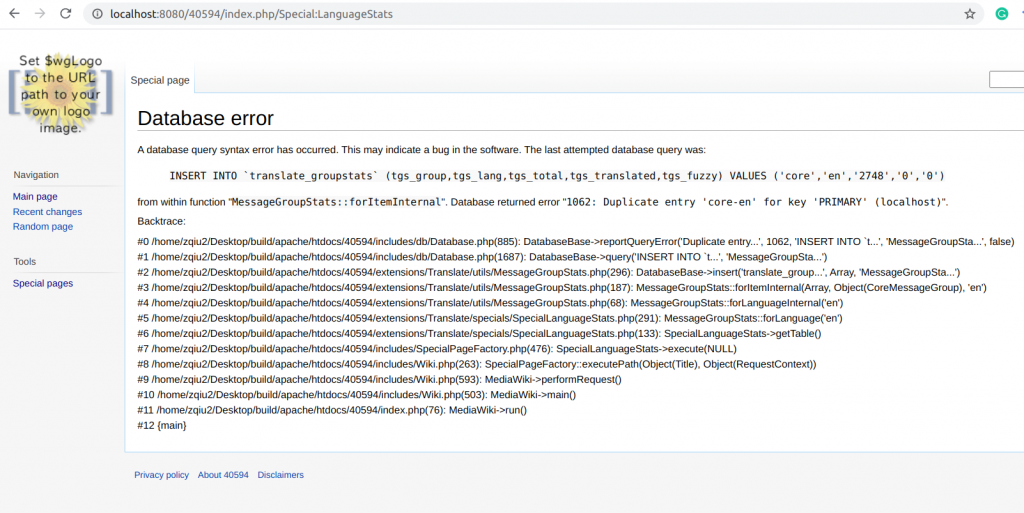 localhost:8080/40594/index.php/Special:LanguageStats
Set $wgLogo
to the URL
path to your
own logo
image.
Special page
Database error
A database query syntax error has occurred. This may indicate a bug in the software. The last attempted database query was:
INSERT INTO `translate_groupstats` (tgs_group,tgs_lang,tgs_total,tgs_translated,tgs_fuzzy) VALUES ('core','en','2748','0','0')
from within function "MessageGroupStats::forItemInternal". Database returned error "1062: Duplicate entry 'core-en' for key 'PRIMARY' (localhost)".
Backtrace:
#0 /home/zqiu2/Desktop/build/apache/htdocs/40594/includes/db/Database.php(885): DatabaseBase->reportQueryError('Duplicate entry...', 1062, 'INSERT INTO `t...', 'MessageGroupSta...', false)
#1 /home/zqiu2/Desktop/build/apache/htdocs/40594/includes/db/Database.php(1687): DatabaseBase->query('INSERT INTO `t...', 'MessageGroupSta...')
#2 /home/zqiu2/Desktop/build/apache/htdocs/40594/extensions/Translate/utils/MessageGroupStats.php(296): DatabaseBase->insert('translate_group...', Array, 'MessageGroupSta...')
#3 /home/zqiu2/Desktop/build/apache/htdocs/40594/extensions/Translate/utils/MessageGroupStats.php(187): MessageGroupStats::forItemInternal(Array, Object(CoreMessageGroup), 'en')
#4 /home/zqiu2/Desktop/build/apache/htdocs/40594/extensions/Translate/utils/MessageGroupStats.php(68): MessageGroupStats::forLanguageInternal('en')
#5 /home/zqiu2/Desktop/build/apache/htdocs/40594/extensions/Translate/specials/SpecialLanguageStats.php(291): MessageGroupStats::forLanguage('en')
#6 /home/zqiu2/Desktop/build/apache/htdocs/40594/extensions/Translate/specials/SpecialLanguageStats.php(133): SpecialLanguageStats->getTable()
#7 /home/zqiu2/Desktop/build/apache/htdocs/40594/includes/SpecialPageFactory.php(476): SpecialLanguageStats->execute(NULL)
#8 /home/zqiu2/Desktop/build/apache/htdocs/40594/includes/Wiki.php(263): SpecialPageFactory::executePath(Object(Title), Object(RequestContext))
#9 /home/zqiu2/Desktop/build/apache/htdocs/40594/includes/Wiki.php(593): MediaWiki->performRequest()
#10 /home/zqiu2/Desktop/build/apache/htdocs/40594/includes/Wiki.php(503): MediaWiki->main()
#11 /home/zqiu2/Desktop/build/apache/htdocs/40594/index.php(76): MediaWiki->run()
#12 {main}
Navigation
Main page
Recent changes
Random page
Tools
Special pages
Privacy policy About 40594 Disclaimers